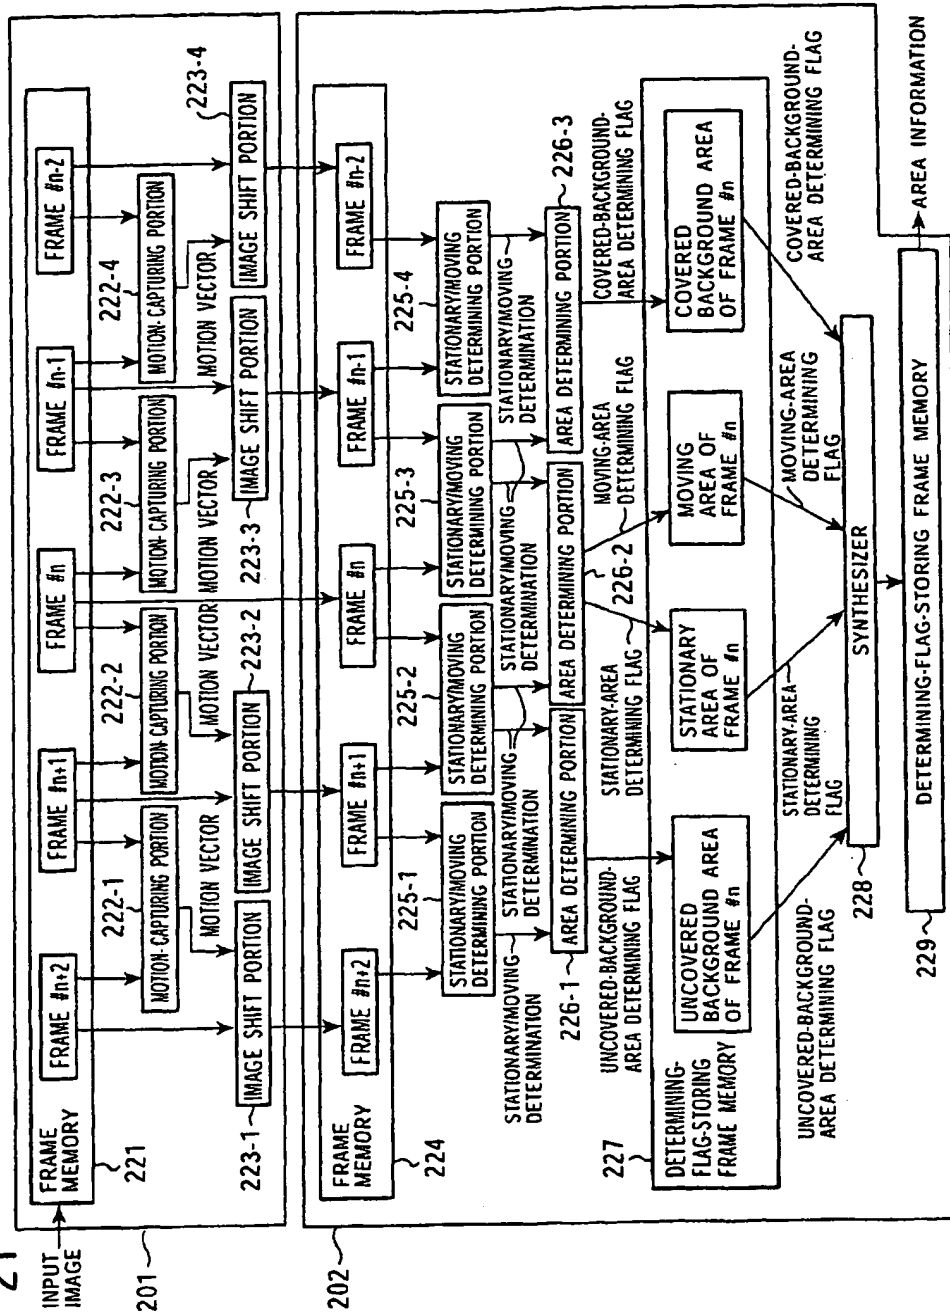 21
INPUT
IMAGE
201
FRAME
MEMORY
221
FRAME #n+2
FRAME #n+1
FRAME #n
FRAME #n-1
FRAME #n-2
222-1
MOTION-CAPTURING PORTION
222-2
MOTION-CAPTURING PORTION
222-3
MOTION-CAPTURING PORTION
222-4
MOTION-CAPTURING PORTION
MOTION VECTOR
MOTION VECTOR
MOTION VECTOR
MOTION VECTOR
223-1
IMAGE SHIFT PORTION
223-2
IMAGE SHIFT PORTION
223-3
IMAGE SHIFT PORTION
223-4
IMAGE SHIFT PORTION
202
FRAME
MEMORY
224
FRAME #n+2
FRAME #n+1
FRAME #n
FRAME #n-1
FRAME #n-2
225-1
STATIONARY/MOVING
DETERMINING PORTION
225-2
STATIONARY/MOVING
DETERMINING PORTION
225-3
STATIONARY/MOVING
DETERMINING PORTION
225-4
STATIONARY/MOVING
DETERMINING PORTION
STATIONARY/MOVING
DETERMINATION
STATIONARY/MOVING
DETERMINATION
STATIONARY/MOVING
DETERMINATION
STATIONARY/MOVING
DETERMINATION
226-1
AREA DETERMINING PORTION
AREA DETERMINING PORTION
226-2
AREA DETERMINING PORTION
226-3
UNCOVERED-BACKGROUND-
AREA DETERMINING FLAG
STATIONARY-AREA
DETERMINING FLAG
MOVING-AREA
DETERMINING FLAG
COVERED-BACKGROUND-
AREA DETERMINING FLAG
227
DETERMINING-
FLAG-STORING
FRAME MEMORY
UNCOVERED
BACKGROUND AREA
OF FRAME #n
STATIONARY
AREA OF
FRAME #n
MOVING
AREA OF
FRAME #n
COVERED
BACKGROUND AREA
OF FRAME #n
UNCOVERED-BACKGROUND-
AREA DETERMINING FLAG
STATIONARY-AREA
DETERMINING
FLAG
MOVING-AREA
DETERMINING
FLAG
COVERED-BACKGROUND-
AREA DETERMINING FLAG
228
SYNTHESIZER
229
DETERMINING-FLAG-STORING FRAME MEMORY
AREA INFORMATION